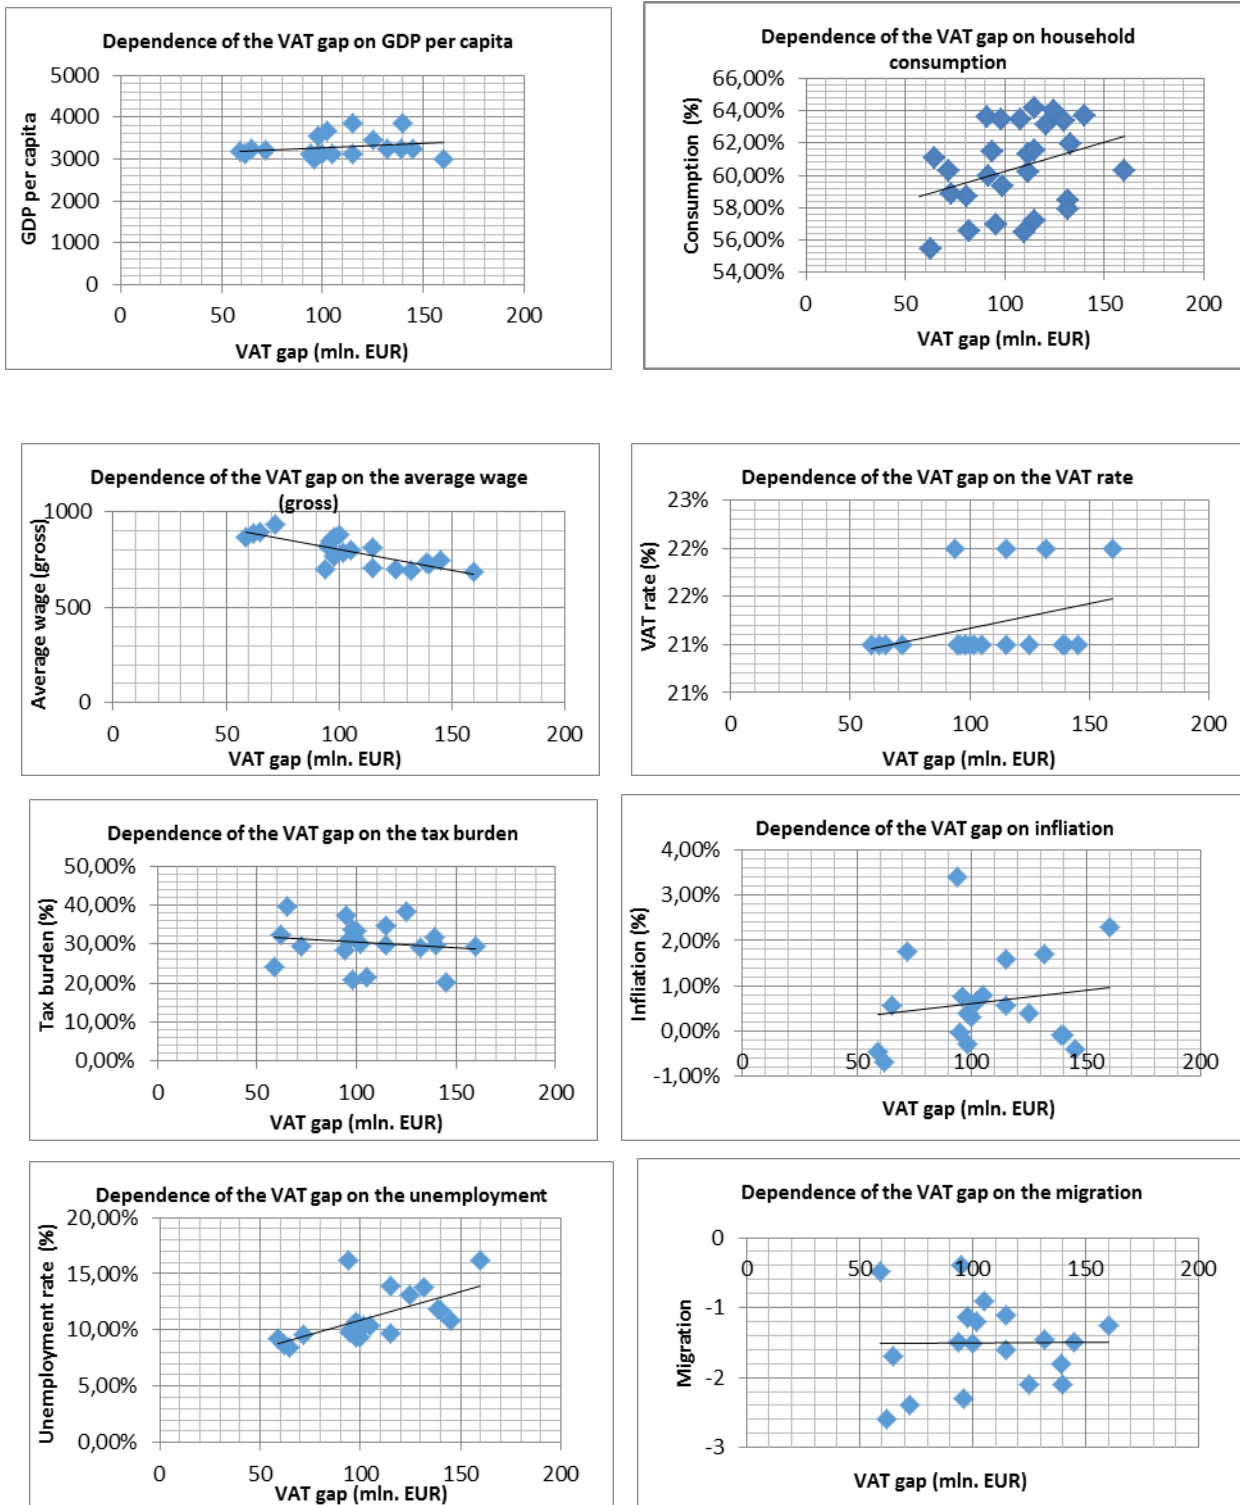 Dependence of the VAT gap on GDP per capita
5000
4000
3000
2000
1000
0
GDP per capita
0 50 100 150 200
VAT gap (mln. EUR)
Dependence of the VAT gap on household
consumption
66,00%
64,00%
62,00%
60,00%
58,00%
56,00%
54,00%
Consumption (%)
0 50 100 150 200
VAT gap (mln. EUR)
Dependence of the VAT gap on the average wage
(gross)
1000
500
0
Average wage (gross)
0 50 100 150 200
VAT gap (mln. EUR)
Dependence of the VAT gap on the VAT rate
23%
22%
22%
21%
21%
VAT rate (%)
0 50 100 150 200
VAT gap (mln. EUR)
Dependence of the VAT gap on the tax burden
50,00%
40,00%
30,00%
20,00%
10,00%
0,00%
Tax burden (%)
0 50 100 150 200
VAT gap (mln. EUR)
Dependence of the VAT gap on infliation
4,00%
3,00%
2,00%
1,00%
0,00%
-1,00%
Infliation (%)
0 50 100 150 200
VAT gap (mln. EUR)
Dependence of the VAT gap on the unemployment
20,00%
15,00%
10,00%
5,00%
0,00%
Unemployment rate (%)
0 50 100 150 200
VAT gap (mln. EUR)
Dependence of the VAT gap on the migration
0
-1
-2
-3
Migration
0 50 100 150 200
VAT gap (mln. EUR)